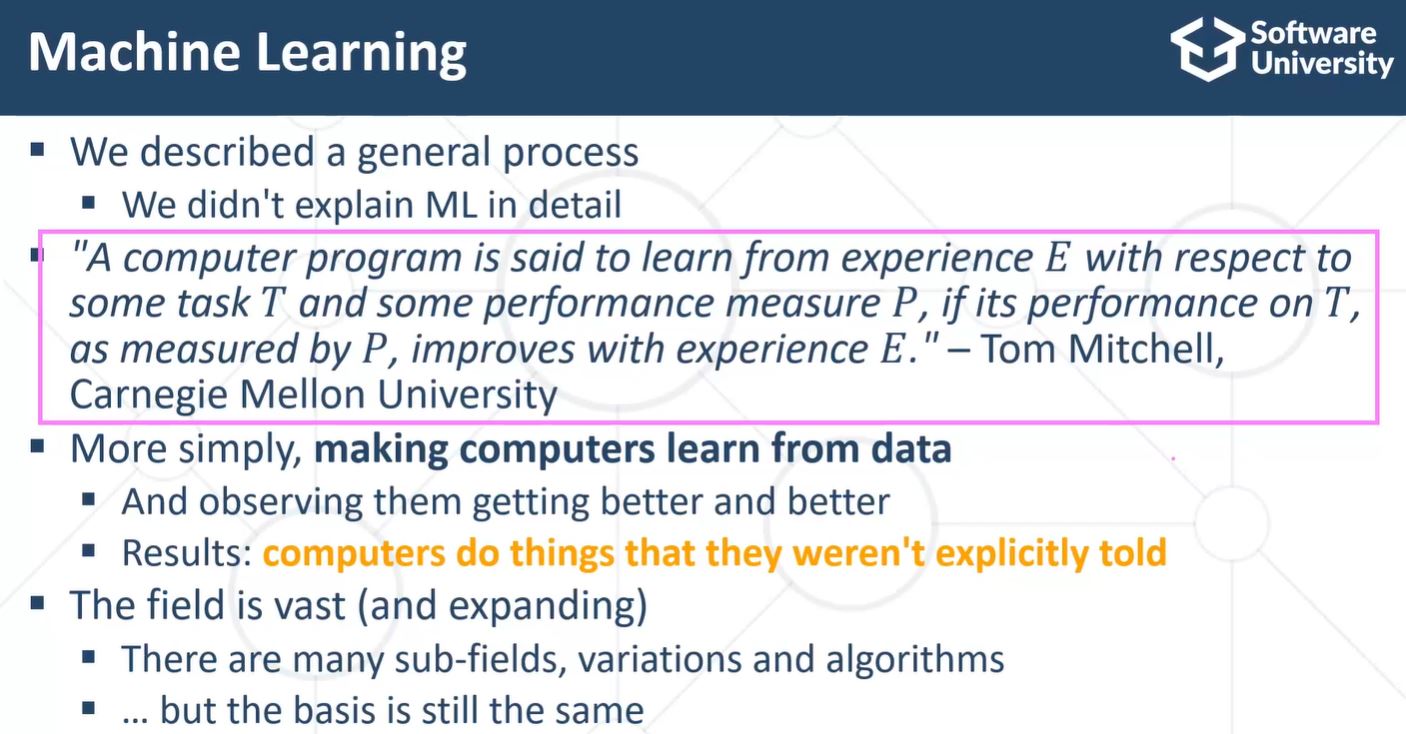 Machine Learning
Software
University
▪ We described a general process
▪ We didn't explain ML in detail
▪ "A computer program is said to learn from experience E with respect to
some task T and some performance measure P, if its performance on T,
as measured by P, improves with experience E." – Tom Mitchell,
Carnegie Mellon University
▪ More simply, making computers learn from data
▪ And observing them getting better and better
▪ Results: computers do things that they weren't explicitly told
▪ The field is vast (and expanding)
▪ There are many sub-fields, variations and algorithms
▪ … but the basis is still the same